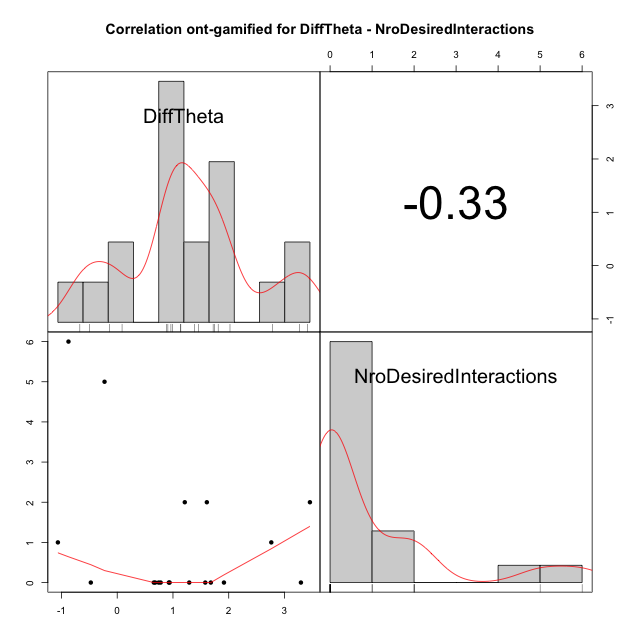 Correlation ont-gamified for DiffTheta - NroDesiredInteractions
0 1 2 3 4 5 6
DiffTheta
-0.33
3
2
1
0
-1
6
5
4
3
2
1
0
NroDesiredInteractions
-1 0 1 2 3